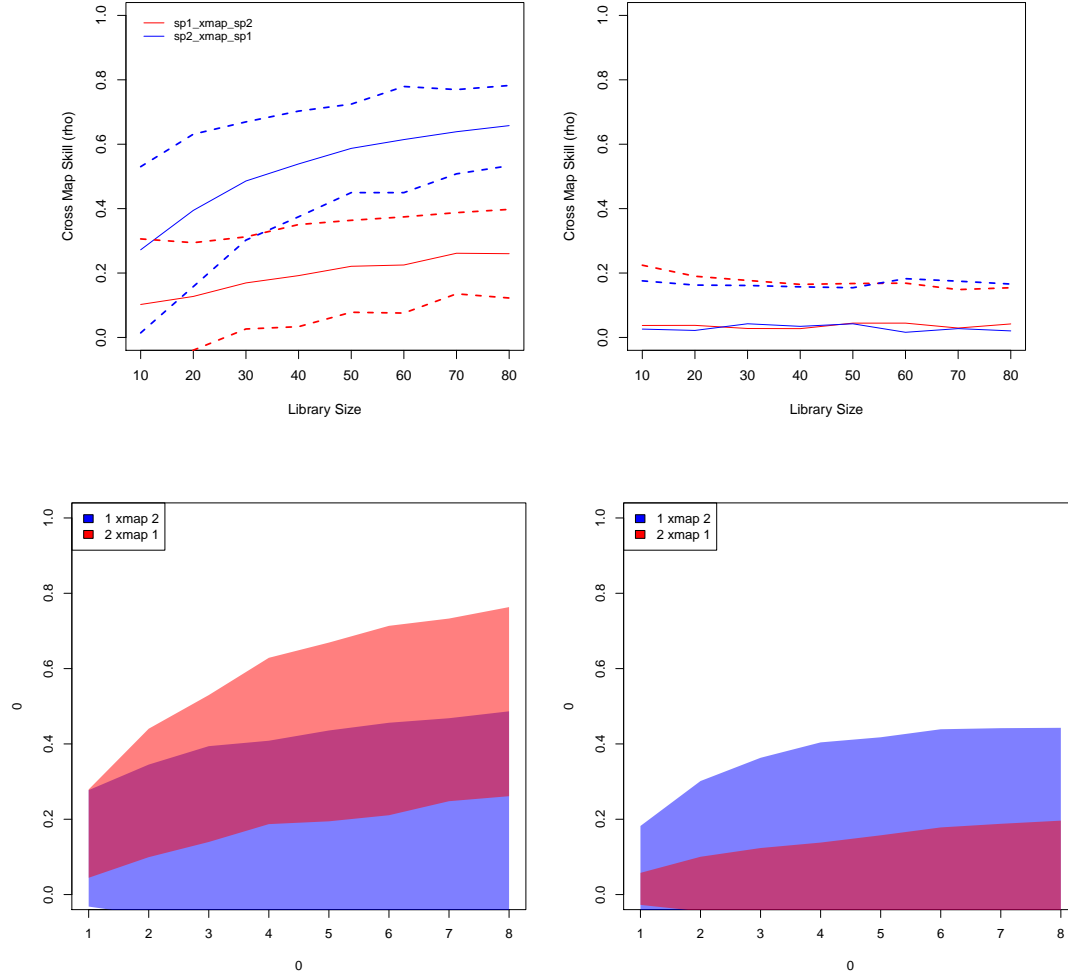 1.0
0.8
0.6
0.4
0.2
0.0
Cross Map Skill (rho)
sp1_xmap_sp2
sp2_xmap_sp1
10 20 30 40 50 60 70 80
Library Size
1.0
0.8
0.6
0.4
0.2
0.0
Cross Map Skill (rho)
10 20 30 40 50 60 70 80
Library Size
1.0
0.8
0.6
0.4
0.2
0.0
0
1 xmap 2
2 xmap 1
1 2 3 4 5 6 7 8
0
1.0
0.8
0.6
0.4
0.2
0.0
0
1 xmap 2
2 xmap 1
1 2 3 4 5 6 7 8
0